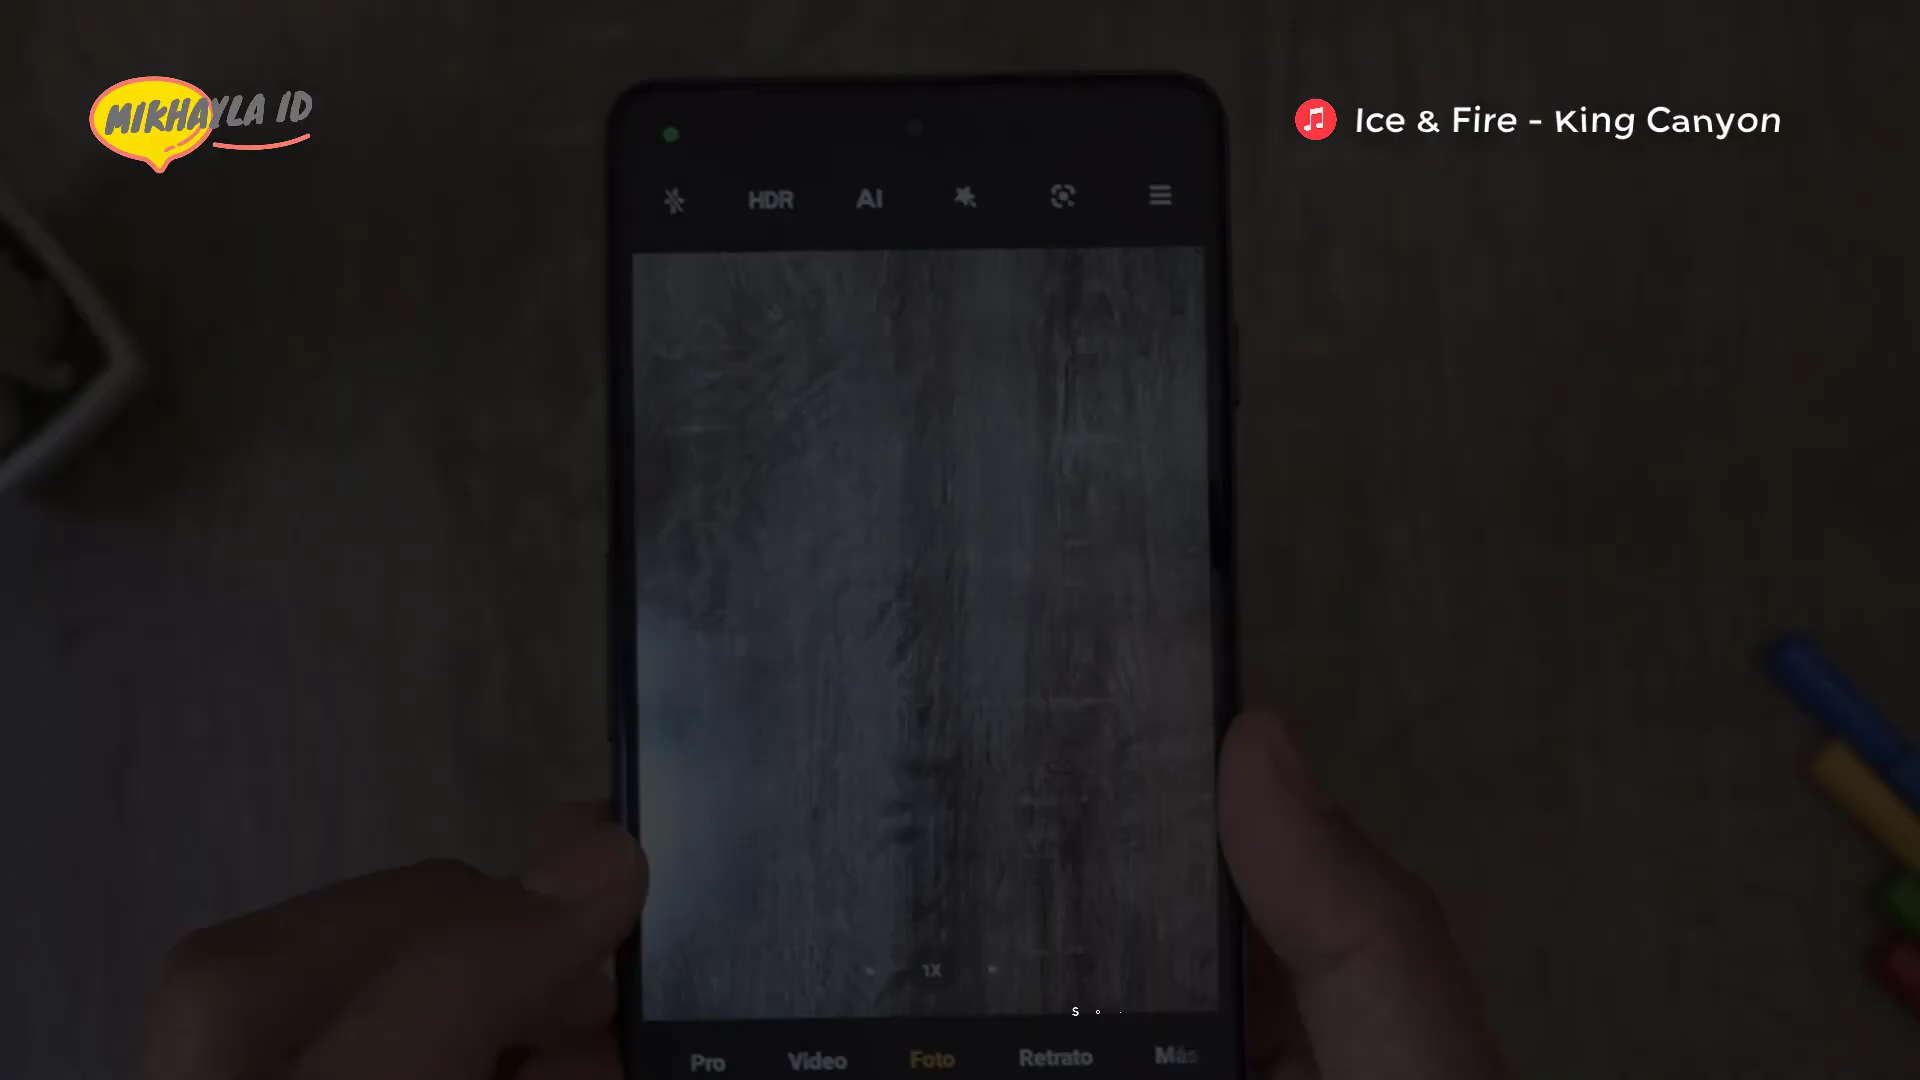 MIKHAYLA ID
Ice & Fire - King Canyon
HDR AI
1X
Pro Video Foto Retrato Más